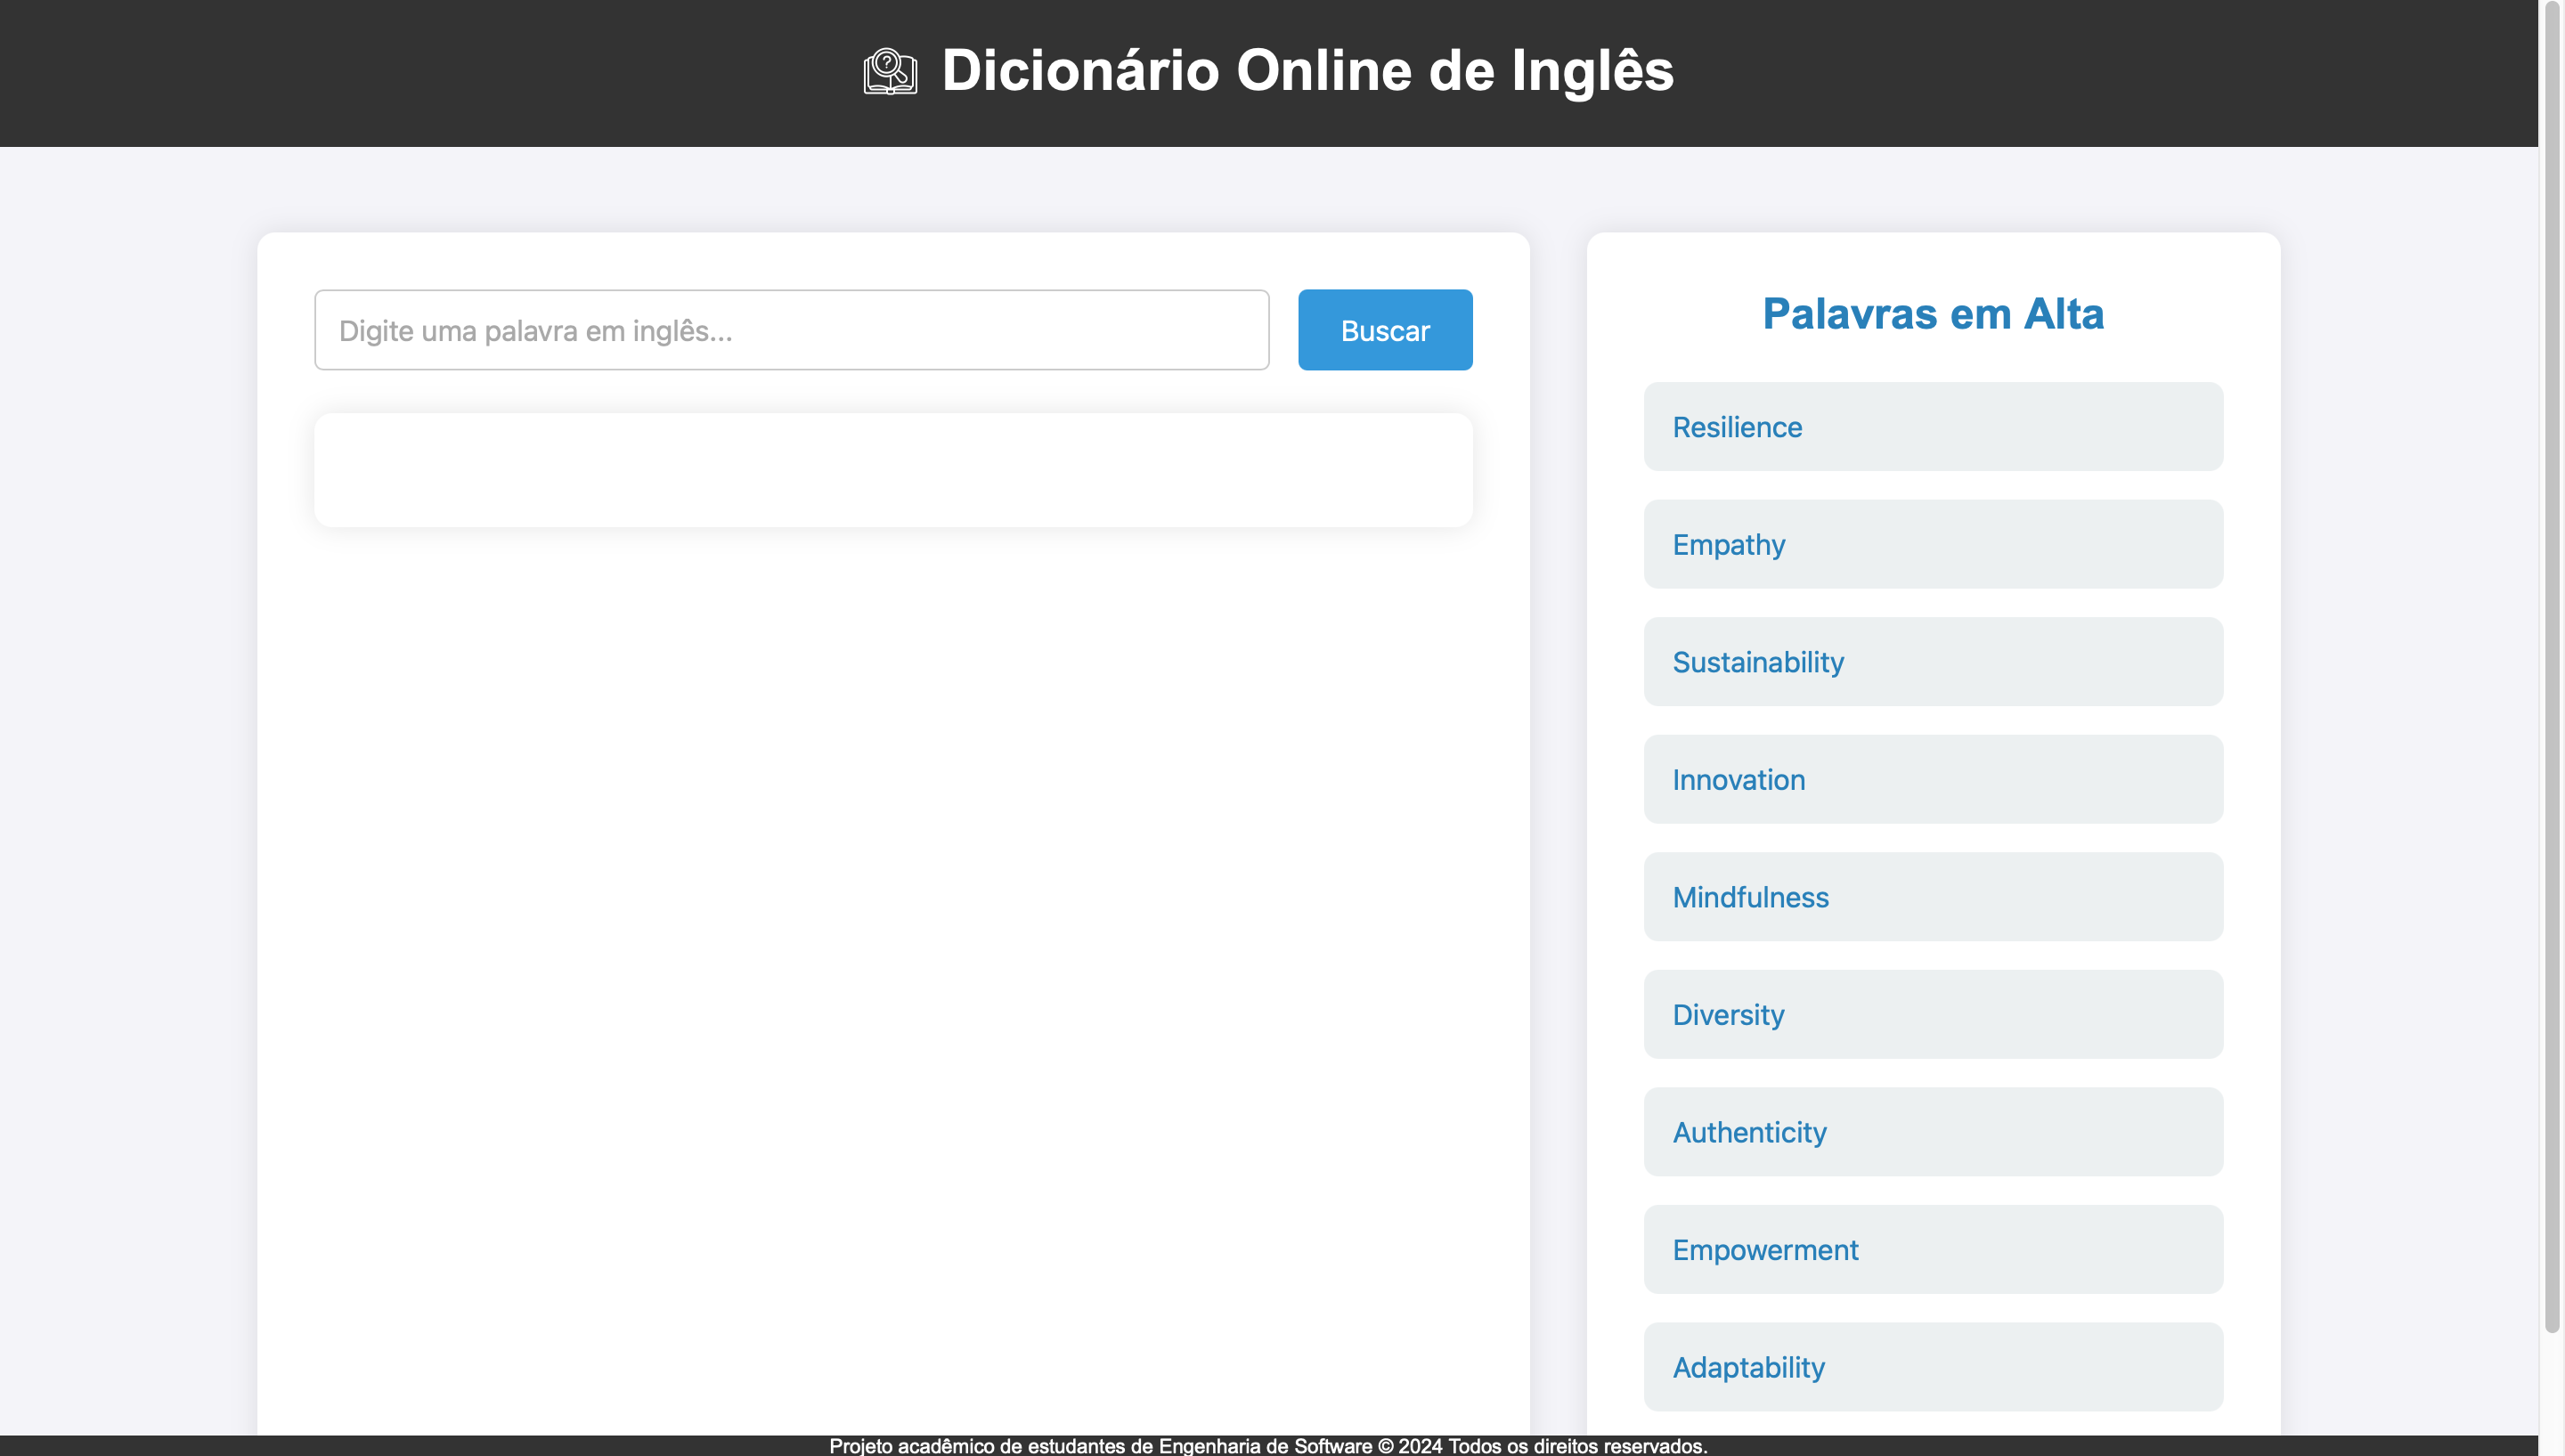 Dicionário Online de Inglês
Digite uma palavra em inglês...
Buscar
Palavras em Alta
Resilience
Empathy
Sustainability
Innovation
Mindfulness
Diversity
Authenticity
Empowerment
Adaptability
Projeto acadêmico de estudantes de Engenharia de Software © 2024 Todos os direitos reservados.